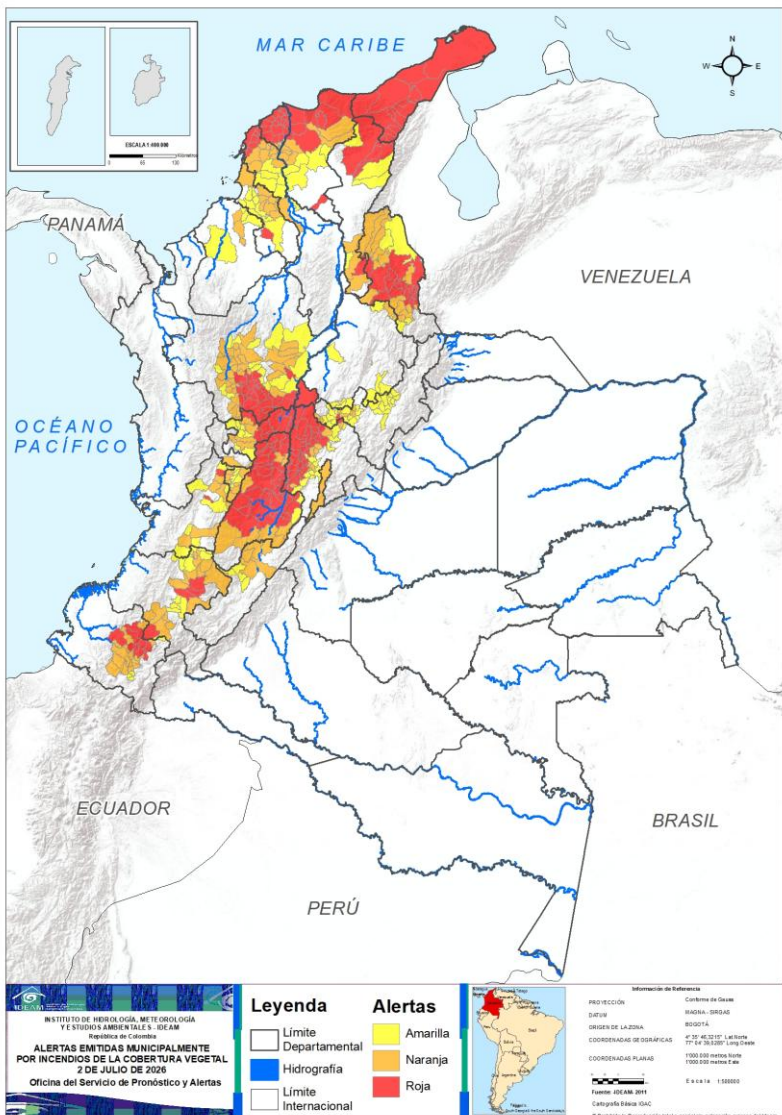 MAR CARIBE
N
W
E
S
ESCALA 1:400.000
PANAMÁ
VENEZUELA
OCÉANO
PACÍFICO
ECUADOR
BRASIL
PERÚ
IDEAM
INSTITUTO DE HIDROLOGÍA, METEOROLOGÍA
Y ESTUDIOS AMBIENTALES - IDEAM
República de Colombia
ALERTAS EMITIDAS MUNICIPALMENTE
POR INCENDIOS DE LA COBERTURA VEGETAL
2 DE JULIO DE 2026
Oficina del Servicio de Pronóstico y Alertas
Leyenda
Límite
Departamental
Hidrografía
Límite
Internacional
Alertas
Amarilla
Naranja
Roja
Información de Referencia
PROYECCIÓN
Conforme de Gauss
DATUM
MAGNA - SIRGAS
ORIGEN DE LA ZONA
BOGOTÁ
COORDENADAS GEOGRÁFICAS
COORDENADAS PLANAS
1'000.000 metros Norte
1'000.000 metros Este
Fuente: IDEAM- 2011
Cartografía Básica IGAC